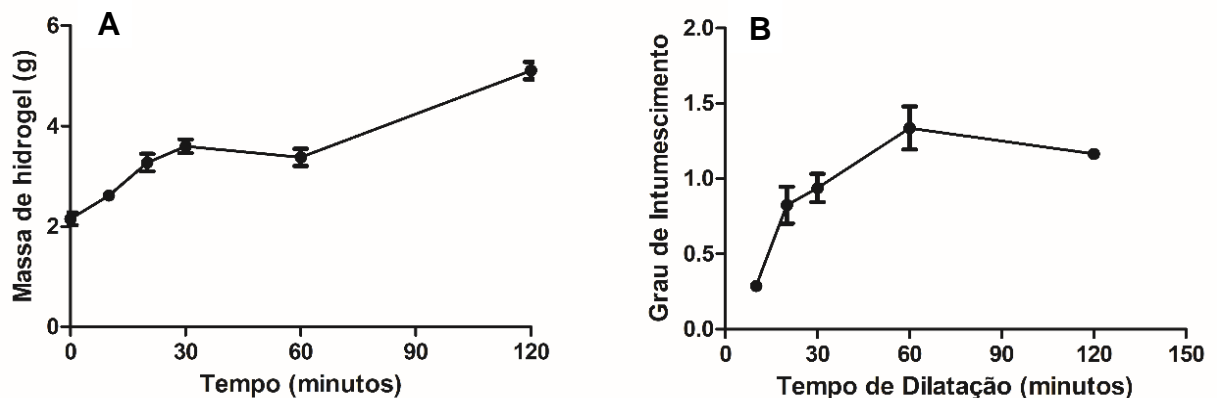 A
Massa de hidrogel (g)
6
4
2
0
0 30 60 90 120
Tempo (minutos)
B
Grau de Intumescimento
2.0
1.5
1.0
0.5
0.0
0 30 60 90 120 150
Tempo de Dilatação (minutos)